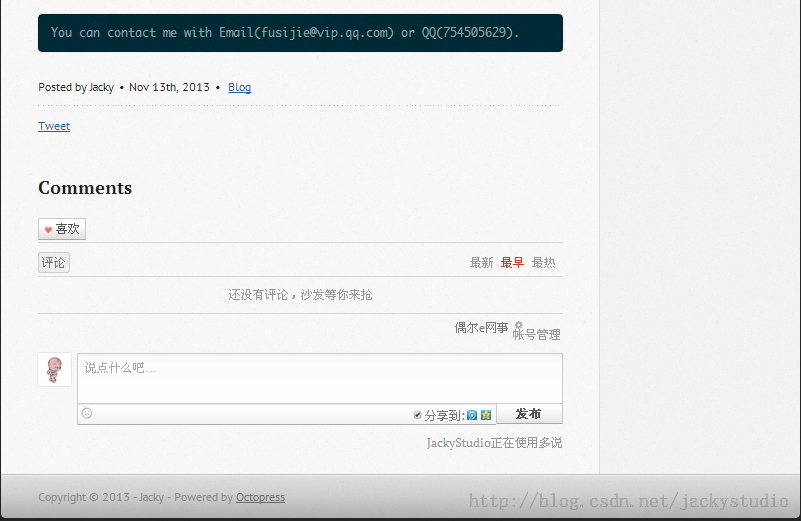 You can contact me with Email(fusijie@vip.qq.com) or QQ(754505629).
Posted by Jacky • Nov 13th, 2013 • Blog
Tweet
Comments
喜欢
评论 最新 最早 最热
还没有评论，沙发等你来抢
偶尔e网事 帐号管理
说点什么吧...
分享到: 发布
JackyStudio正在使用多说
Copyright © 2013 - Jacky - Powered by Octopress
http://blog.csdn.net/jackystudio